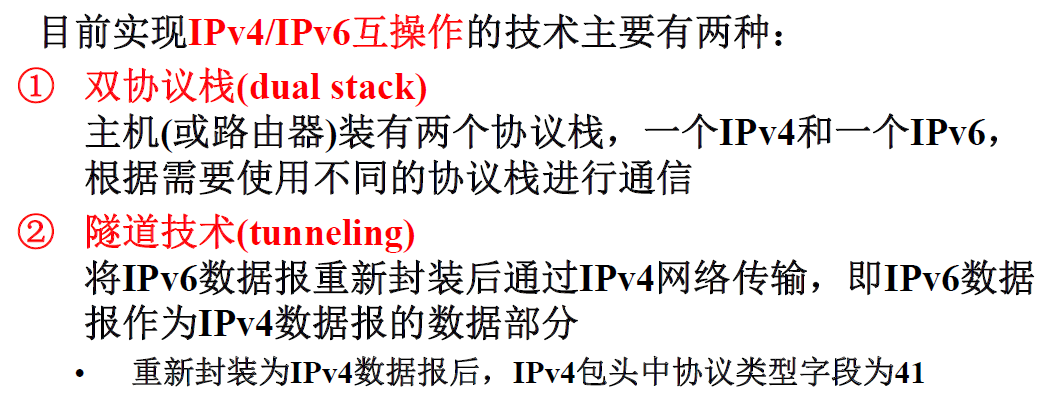 目前实现IPv4/IPv6互操作的技术主要有两种：
① 双协议栈(dual stack)
主机(或路由器)装有两个协议栈，一个IPv4和一个IPv6，
根据需要使用不同的协议栈进行通信
② 隧道技术(tunneling)
将IPv6数据报重新封装后通过IPv4网络传输，即IPv6数据
报作为IPv4数据报的数据部分
• 重新封装为IPv4数据报后，IPv4包头中协议类型字段为41